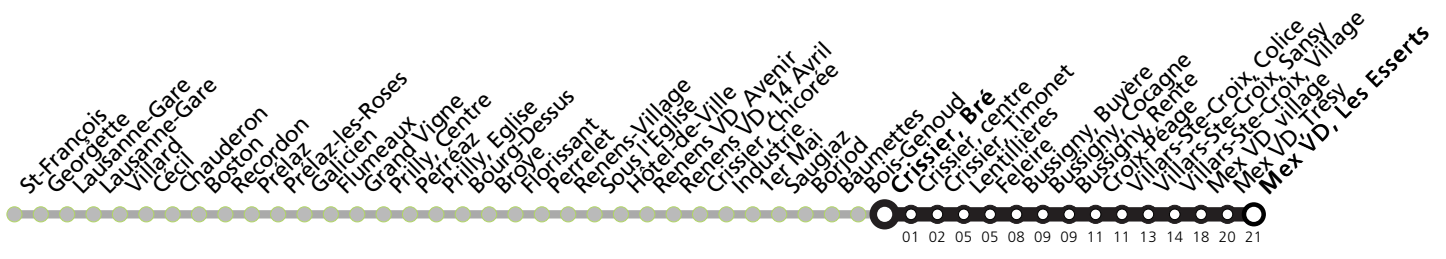 St-François
Georgette
Lausanne-Gare
Lausanne-Gare
Villard
Cécil
Chauderon
Boston
Recordon
Prélaz
Prélaz-les-Roses
Galicien
Flumeaux
Grand Vigne
Prilly, Centre
Perréaz
Prilly, Eglise
Bourg-Dessus
Broye
Florissant
Perrelet
Renens-Village
Sous l'Eglise
Hôtel-de-Ville
Renens VD, Avenir
Renens VD, 14 Avril
Crissier, Chicorée
Industrie
1er Mai
Saugiaz
Borjod
Baumettes
Bois-Genoud
Crissier, Bré
Crissier, centre
Crissier, Timonet
Lentillières
Feleire
Bussigny, Buyère
Bussigny, Cocagne
Bussigny, Rente
Croix-Péage
Villars-Ste-Croix, Colice
Villars-Ste-Croix, Sansy
Villars-Ste-Croix, Village
Mex VD, village
Mex VD, Trésy
Mex VD, Les Esserts
01 02 05 05 08 09 09 11 11 13 14 18 20 21